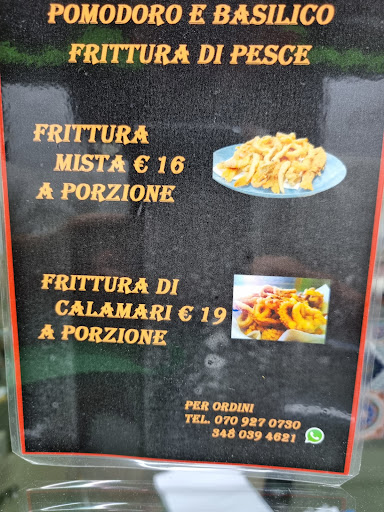 POMODORO E BASILICO
FRITTURA DI PESCE
FRITTURA
MISTA € 16
A PORZIONE
FRITTURA DI
CALAMARI € 19
A PORZIONE
PER ORDINI
TEL. 070 927 0730
348 039 4621